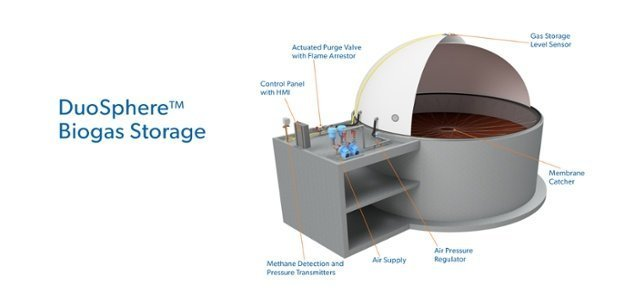 DuoSphere™
Biogas Storage
Actuated Purge Valve
with Flame Arrestor
Gas Storage
Level Sensor
Control Panel
with HMI
Membrane
Catcher
Air Pressure
Regulator
Air Supply
Methane Detection and
Pressure Transmitters